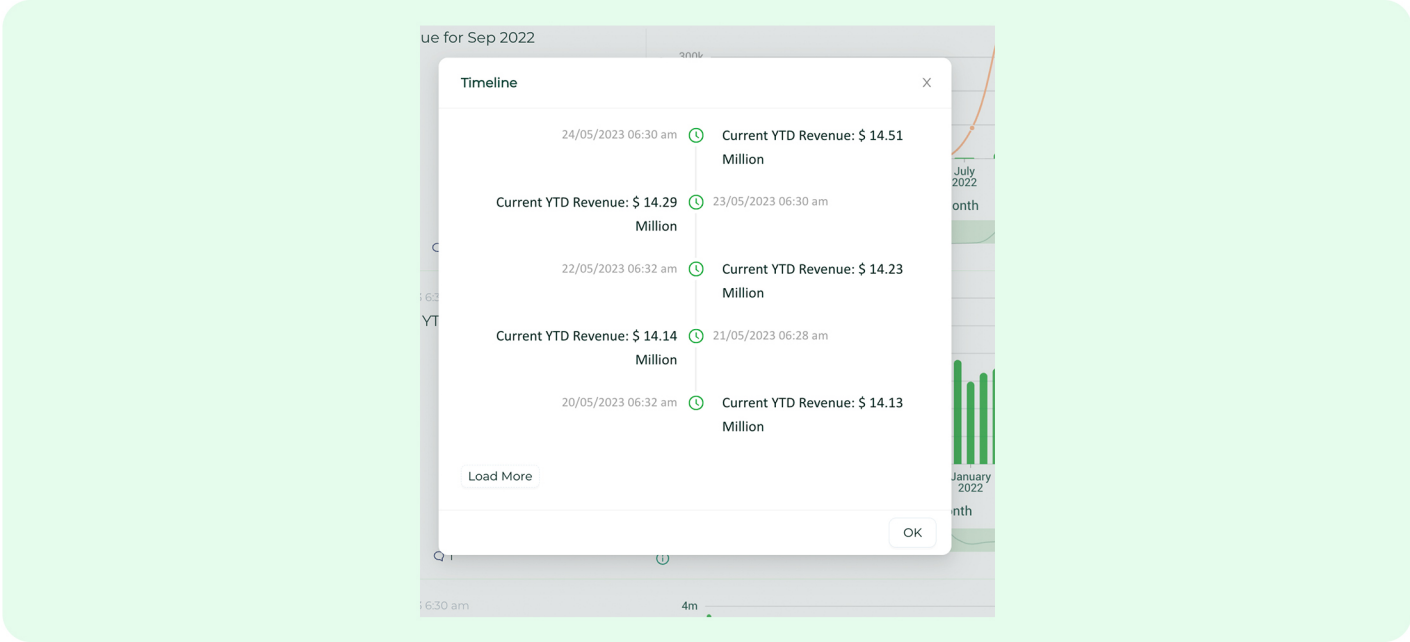 ue for Sep 2022
300k
Timeline
X
24/05/2023 06:30 am
Current YTD Revenue: $ 14.51
Million
Current YTD Revenue: $ 14.29
Million
23/05/2023 06:30 am
22/05/2023 06:32 am
Current YTD Revenue: $ 14.23
Million
Current YTD Revenue: $ 14.14
Million
21/05/2023 06:28 am
20/05/2023 06:32 am
Current YTD Revenue: $ 14.13
Million
Load More
OK
July
2022
onth
6:3
YT
January
2022
nth
1
6:30 am
4m